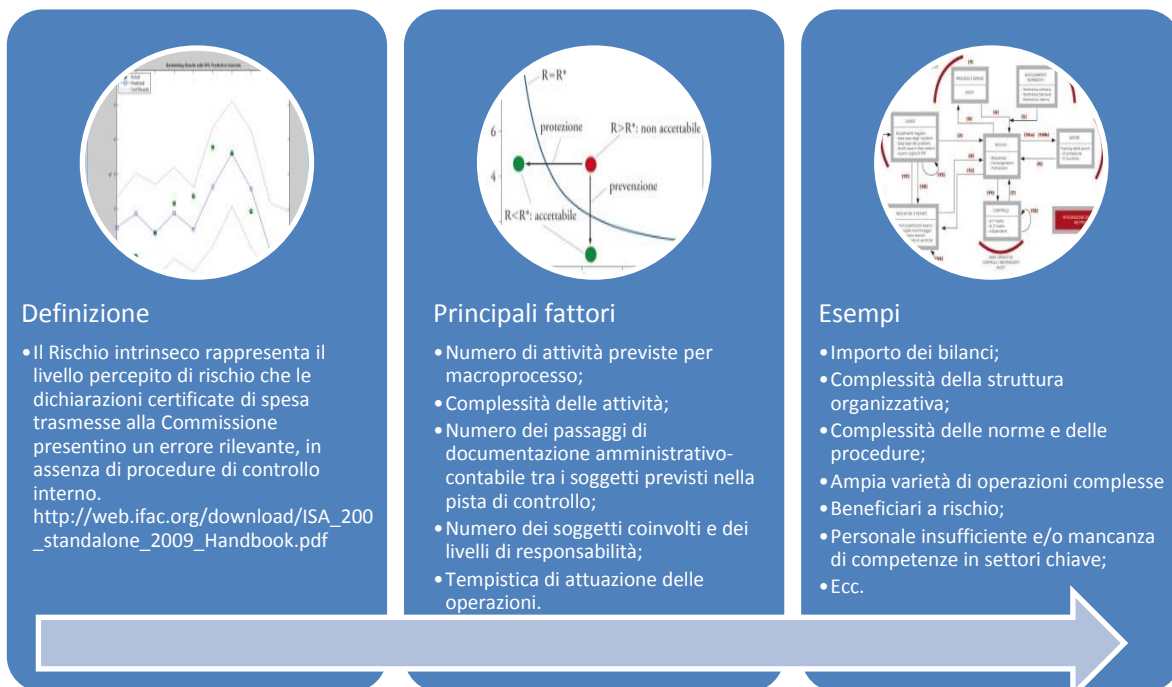 Actual
R=R*
6
protezione
R>R*: non accettabile
4
prevenzione
R<R*: accettabile
CONTROLLI
Definizione
•Il Rischio intrinseco rappresenta il
livello percepito di rischio che le
dichiarazioni certificate di spesa
trasmesse alla Commissione
presentino un errore rilevante, in
assenza di procedure di controllo
interno.
http://web.ifac.org/download/ISA_200
_standalone_2009_Handbook.pdf
Principali fattori
•Numero di attività previste per
macroprocesso;
•Complessità delle attività;
•Numero dei passaggi di
documentazione amministrativo-
contabile tra i soggetti previsti nella
pista di controllo;
•Numero dei soggetti coinvolti e dei
livelli di responsabilità;
•Tempistica di attuazione delle
operazioni.
Esempi
•Importo dei bilanci;
•Complessità della struttura
organizzativa;
•Complessità delle norme e delle
procedure;
•Ampia varietà di operazioni complesse
•Beneficiari a rischio;
•Personale insufficiente e/o mancanza
di competenze in settori chiave;
•Ecc.